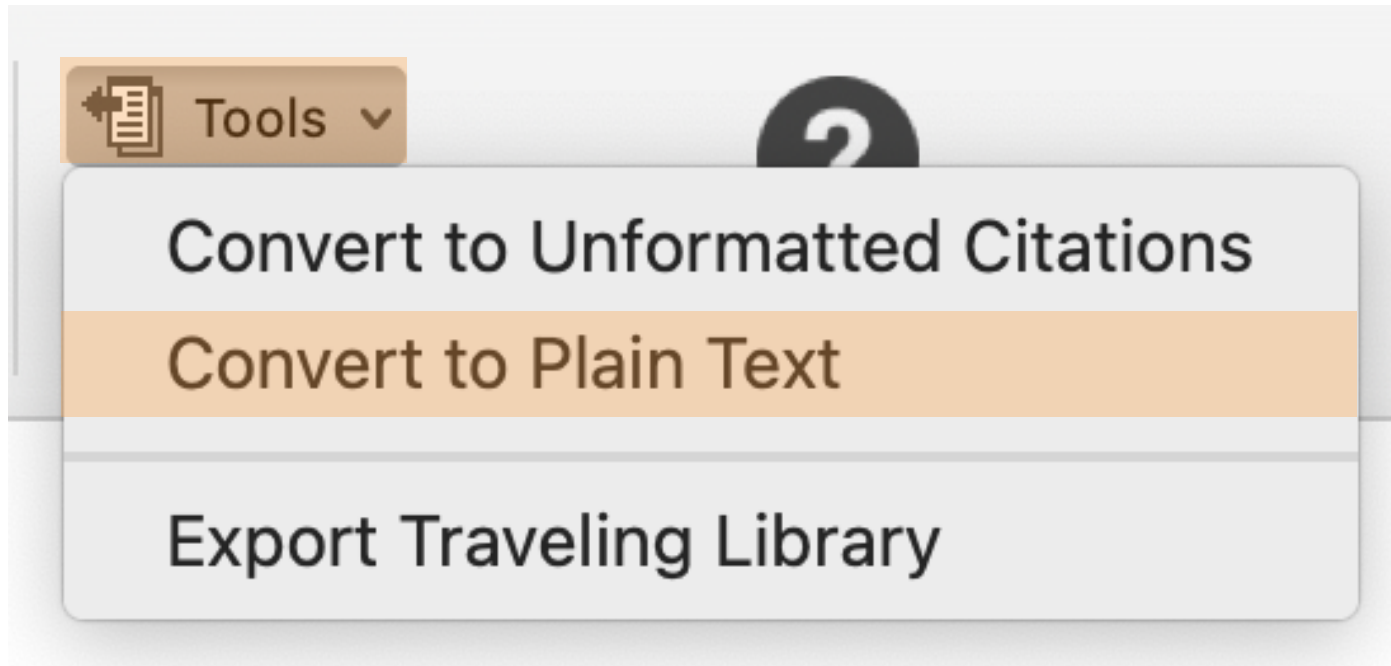 Tools
?
Convert to Unformatted Citations
Convert to Plain Text
Export Traveling Library